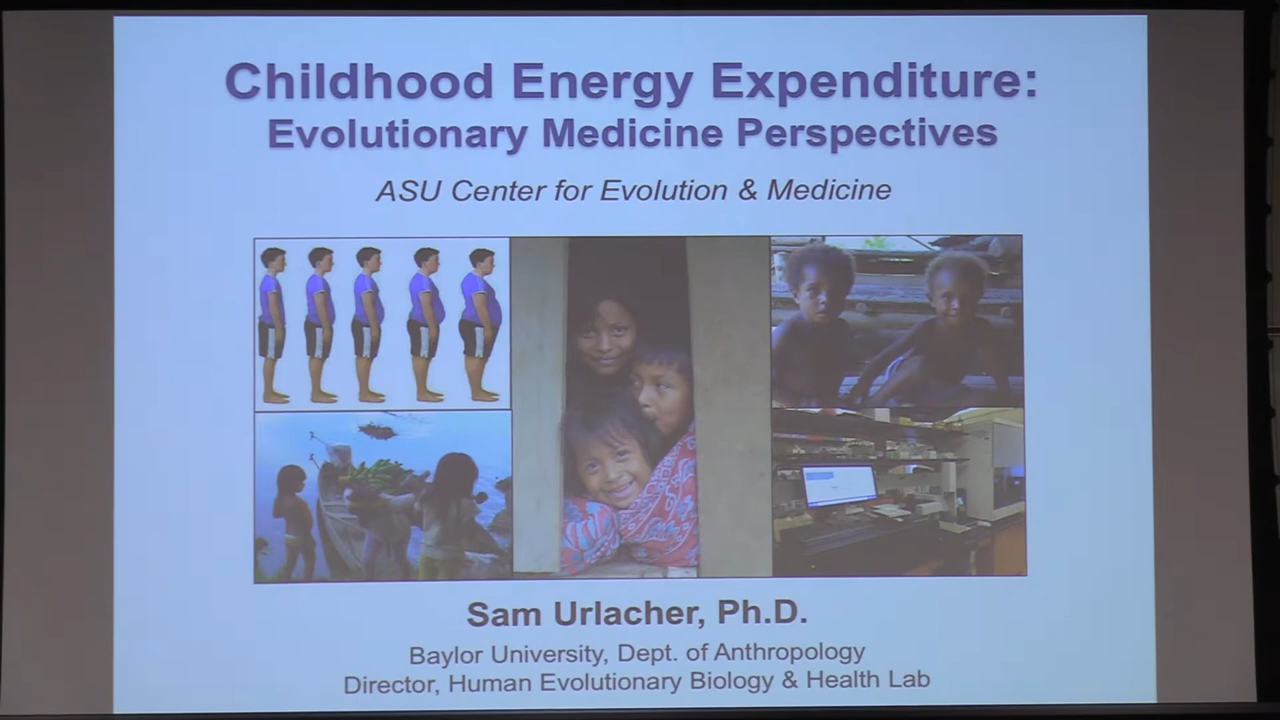 Childhood Energy Expenditure:
Evolutionary Medicine Perspectives
ASU Center for Evolution & Medicine
Sam Urlacher, Ph.D.
Baylor University, Dept. of Anthropology
Director, Human Evolutionary Biology & Health Lab